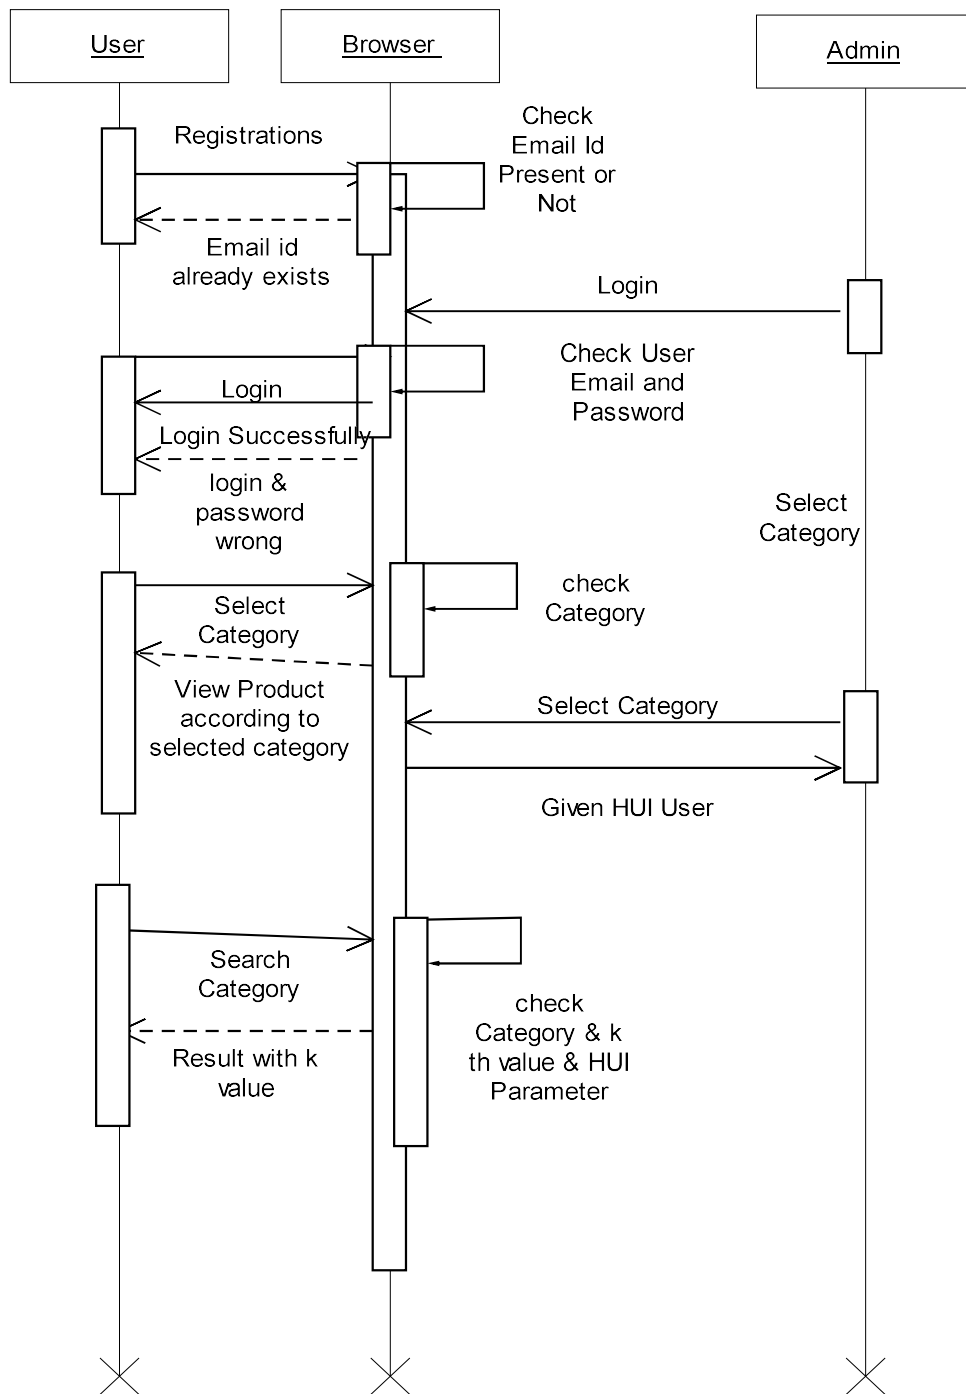 User
Browser
Admin
Registrations
Check
Email Id
Present or
Not
Email id
already exists
Login
Check User
Email and
Password
Login
Login Successfully
login &
password
wrong
Select
Category
check
Category
Select
Category
View Product
according to
selected category
Select Category
Given HUI User
Search
Category
check
Category & k
th value & HUI
Parameter
Result with k
value